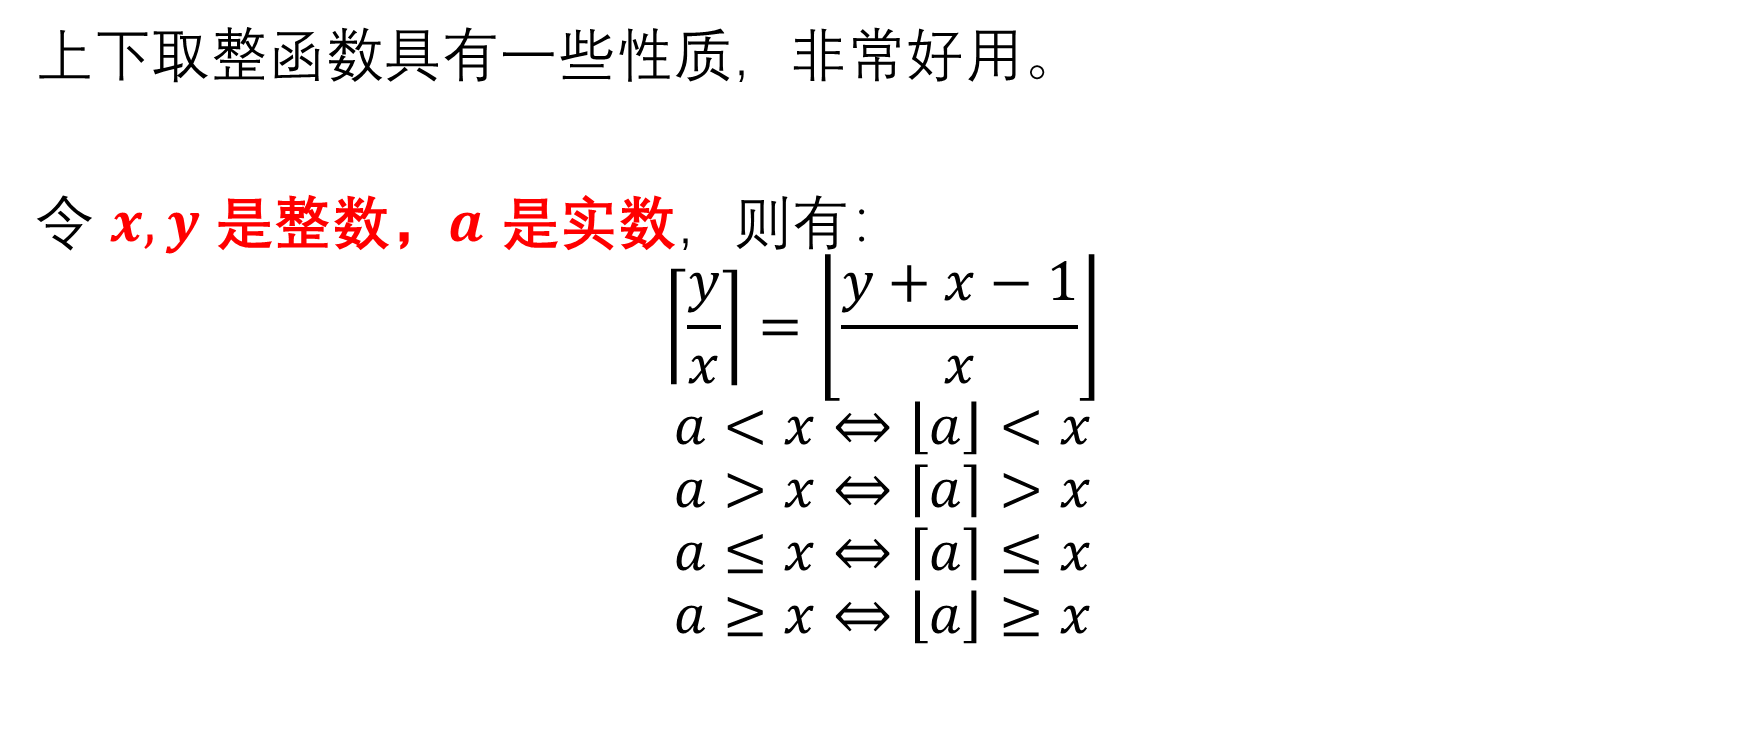 上下取整函数具有一些性质，非常好用。
令 x, y 是整数，a 是实数，则有：
⌈y/x⌉ = ⌊(y + x − 1)/x⌋
a < x ⇔ ⌊a⌋ < x
a > x ⇔ ⌈a⌉ > x
a ≤ x ⇔ ⌈a⌉ ≤ x
a ≥ x ⇔ ⌊a⌋ ≥ x